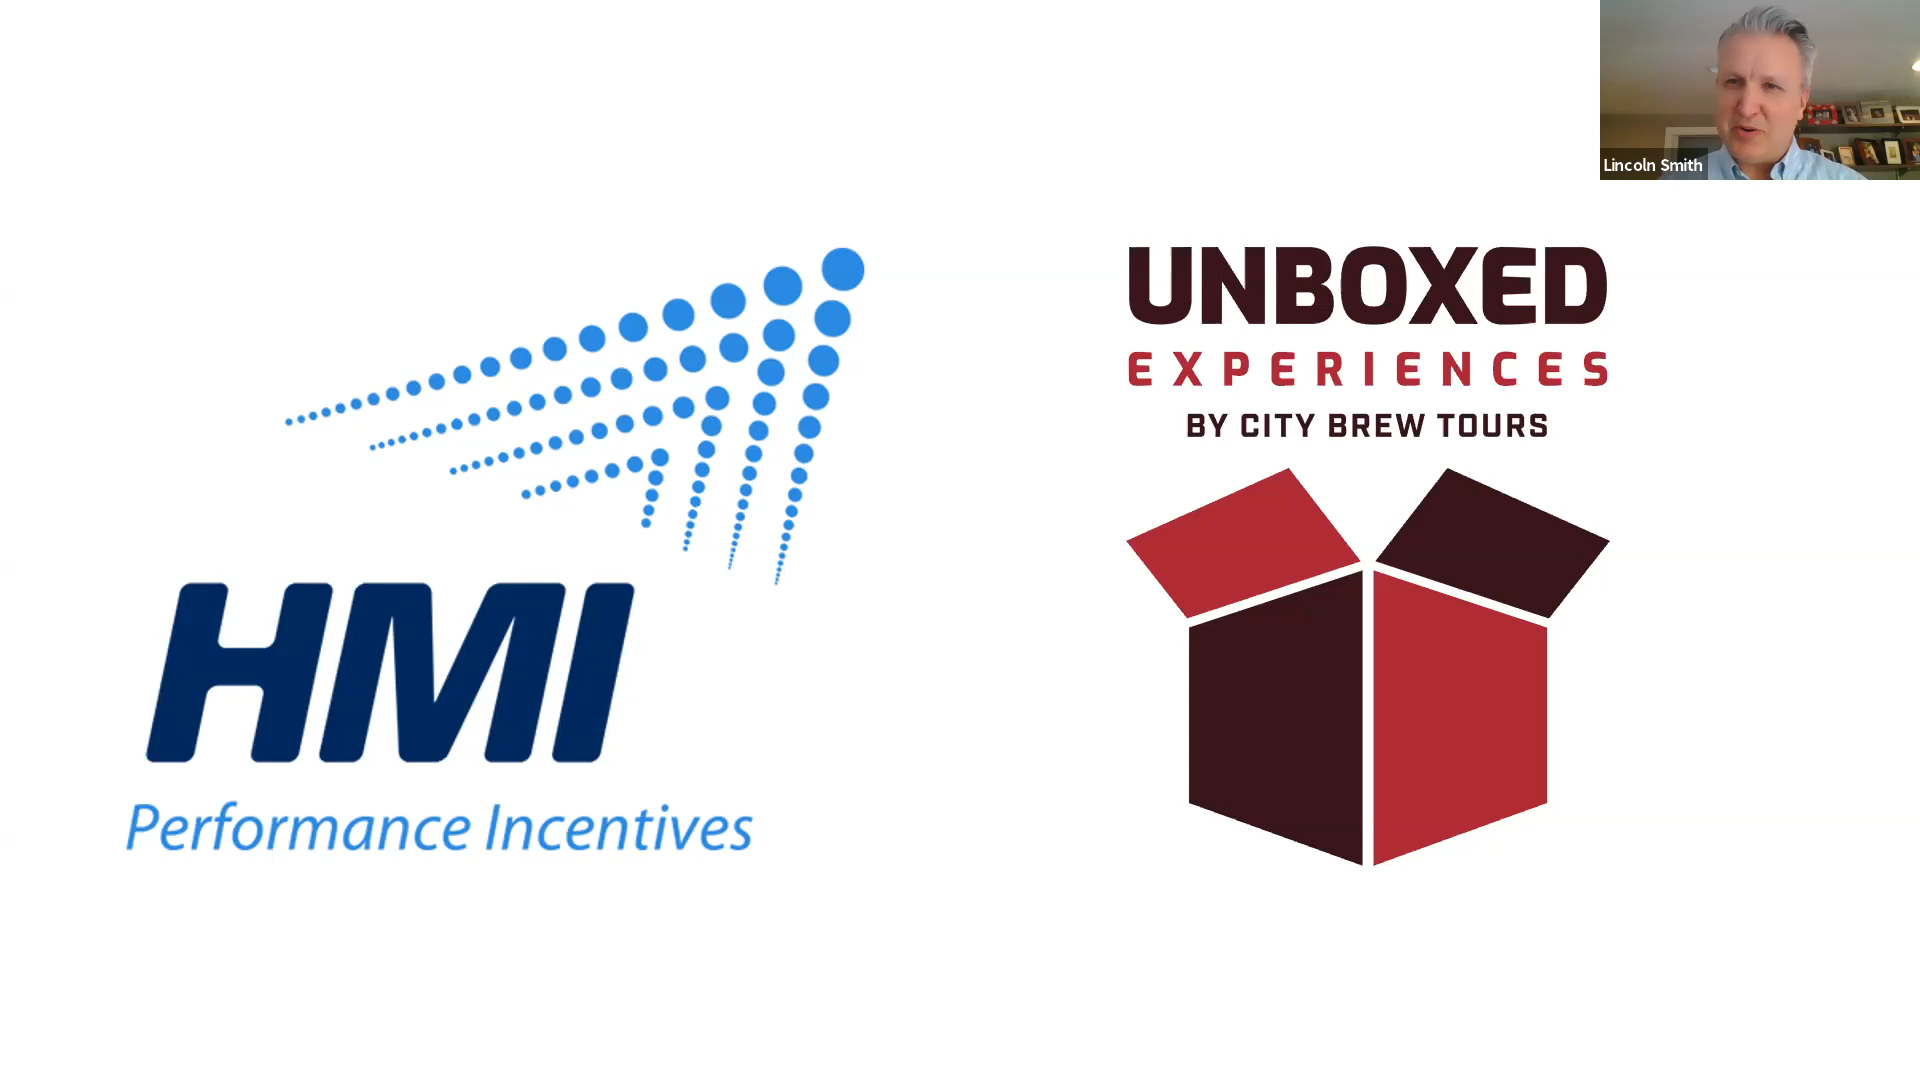 Lincoln Smith
UNBOXED
EXPERIENCES
BY CITY BREW TOURS
HMI
Performance Incentives